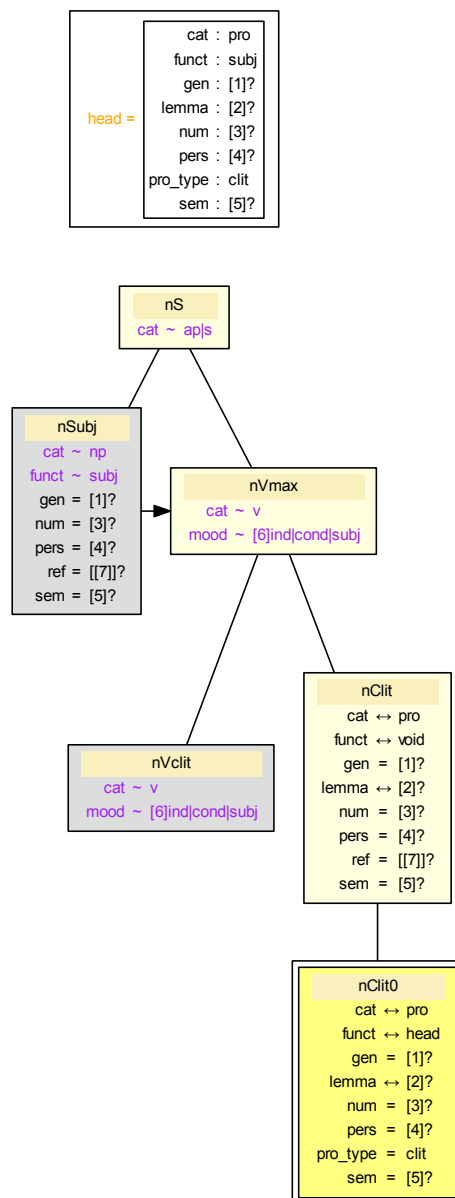 head =
cat : pro
funct : subj
gen : [1]?
lemma : [2]?
num : [3]?
pers : [4]?
pro_type : clit
sem : [5]?
nS
cat ~ ap|s
nSubj
cat ~ np
funct ~ subj
gen = [1]?
num = [3]?
pers = [4]?
ref = [[7]]?
sem = [5]?
nVmax
cat ~ v
mood ~ [6]ind|cond|subj
nClit
cat ↔ pro
funct ↔ void
gen = [1]?
lemma ↔ [2]?
num = [3]?
pers = [4]?
ref = [[7]]?
sem = [5]?
nVclit
cat ~ v
mood ~ [6]ind|cond|subj
nClit0
cat ↔ pro
funct ↔ head
gen = [1]?
lemma ↔ [2]?
num = [3]?
pers = [4]?
pro_type = clit
sem = [5]?